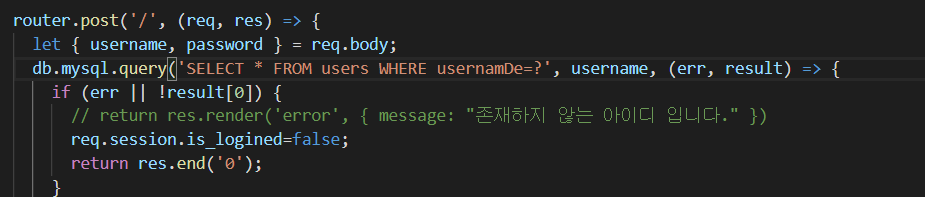 router.post('/', (req, res) => {
let { username, password } = req.body;
db.mysql.query('SELECT * FROM users WHERE usernamDe=?', username, (err, result) => {
if (err || !result[0]) {
// return res.render('error', { message: "존재하지 않는 아이디 입니다." })
req.session.is_logined=false;
return res.end('0');
}